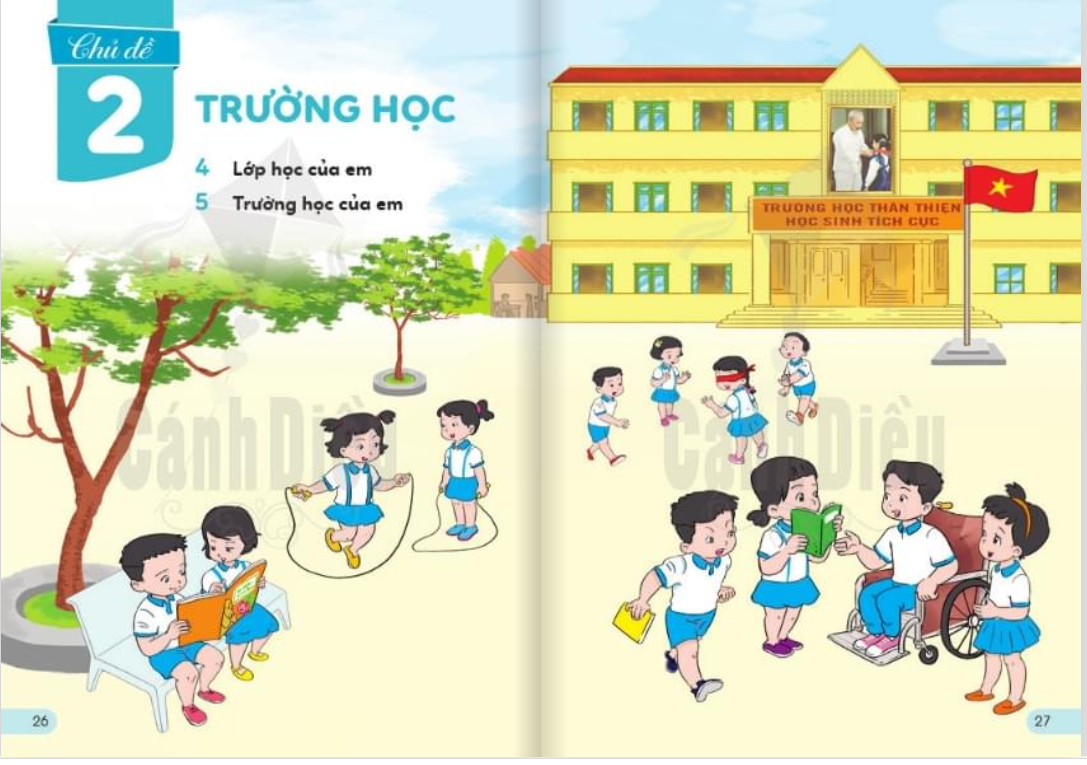 Chủ đề
2
TRƯỜNG HỌC
4 Lớp học của em
5 Trường học của em
TRƯỜNG HỌC THÂN THIỆN
HỌC SINH TÍCH CỰC
Cánh Diều
Cánh Diều
26
27